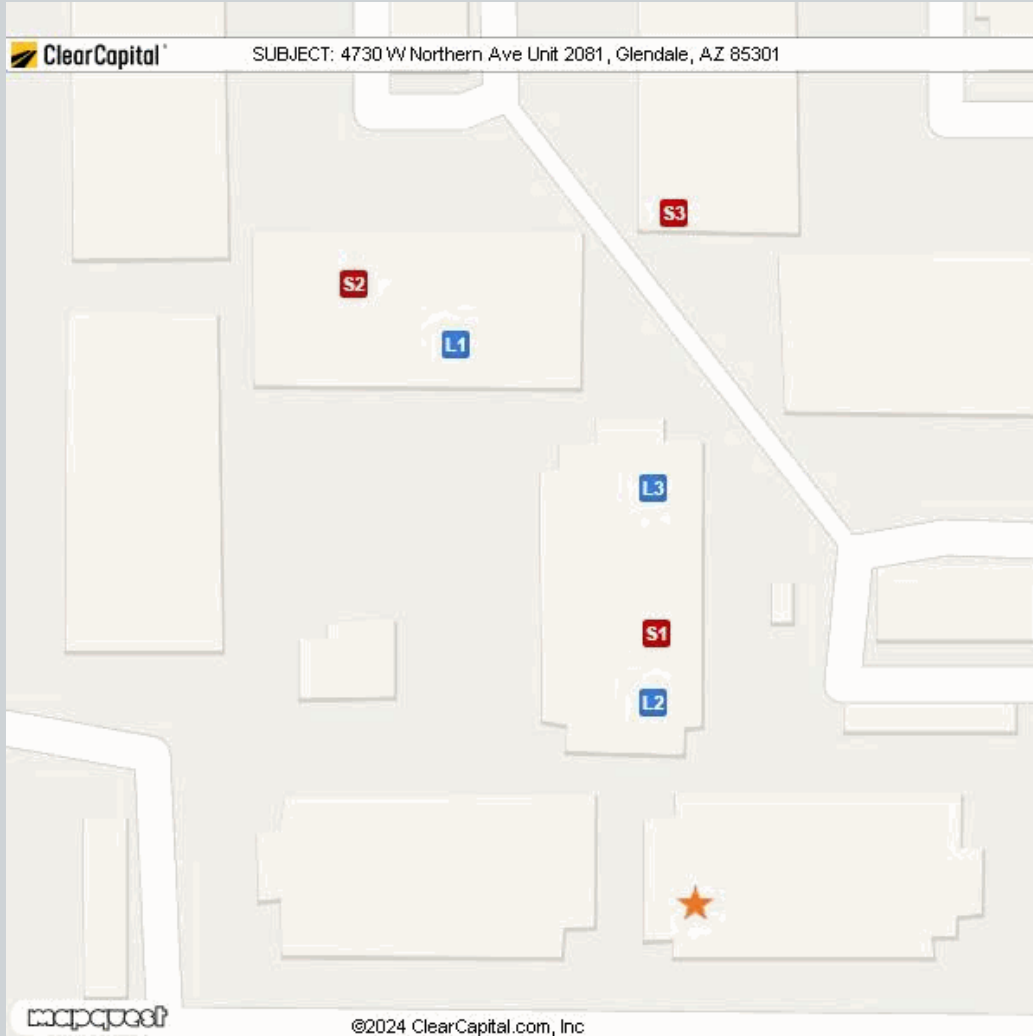 ClearCapital SUBJECT: 4730 W Northern Ave Unit 2081, Glendale, AZ 85301
S3
S2
L1
L3
S1
L2
mapquest
©2024 ClearCapital.com, Inc